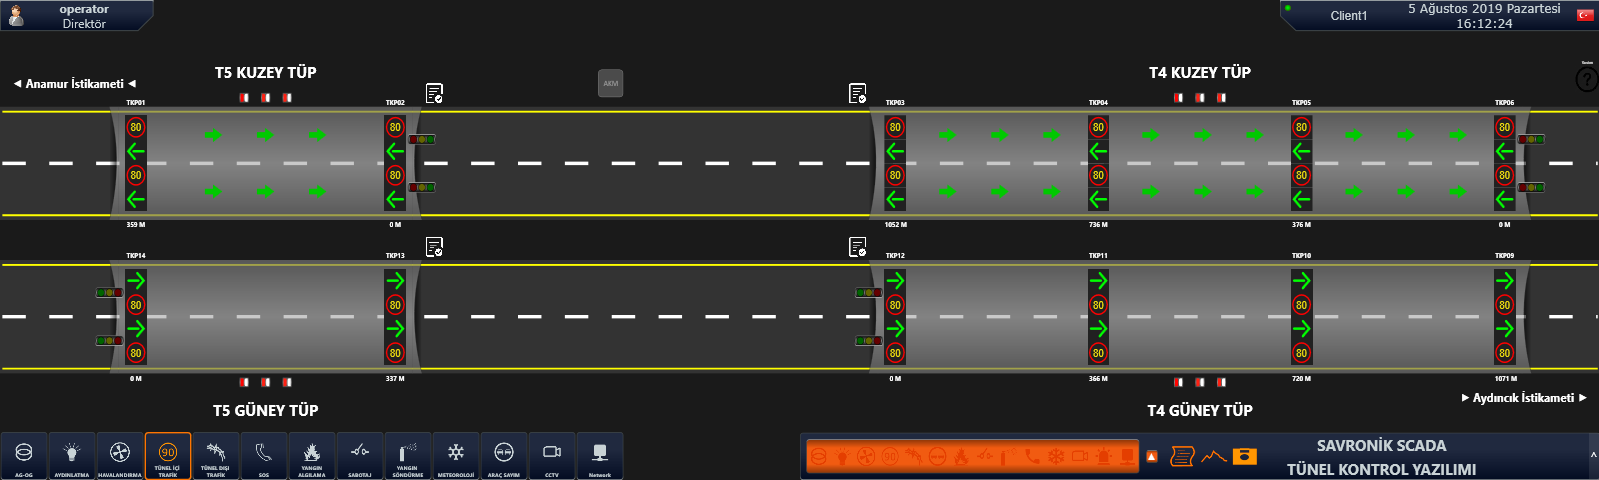 operator
Direktör
Client1
5 Ağustos 2019 Pazartesi
16:12:24
T5 KUZEY TÜP
T4 KUZEY TÜP
◄ Anamur İstikameti ◄
TKP01
TKP02
TKP03
TKP04
TKP05
TKP06
80 80 80 80 80 80
80 80 80 80 80 80
359 M
0 M
1052 M
736 M
376 M
0 M
TKP14
TKP13
TKP12
TKP11
TKP10
TKP09
80 80 80 80 80 80
80 80 80 80 80 80
0 M
337 M
0 M
366 M
720 M
1071 M
► Aydıncık İstikameti ►
T5 GÜNEY TÜP
T4 GÜNEY TÜP
90
AG-OG
AYDINLATMA
HAVALANDIRMA
TÜNEL İÇİ TRAFİK
TÜNEL DIŞI TRAFİK
SOS
YANGIN ALGILAMA
SABOTAJ
YANGIN SÖNDÜRME
METEOROLOJİ
ARAÇ SAYIM
CCTV
Network
SAVRONİK SCADA
TÜNEL KONTROL YAZILIMI